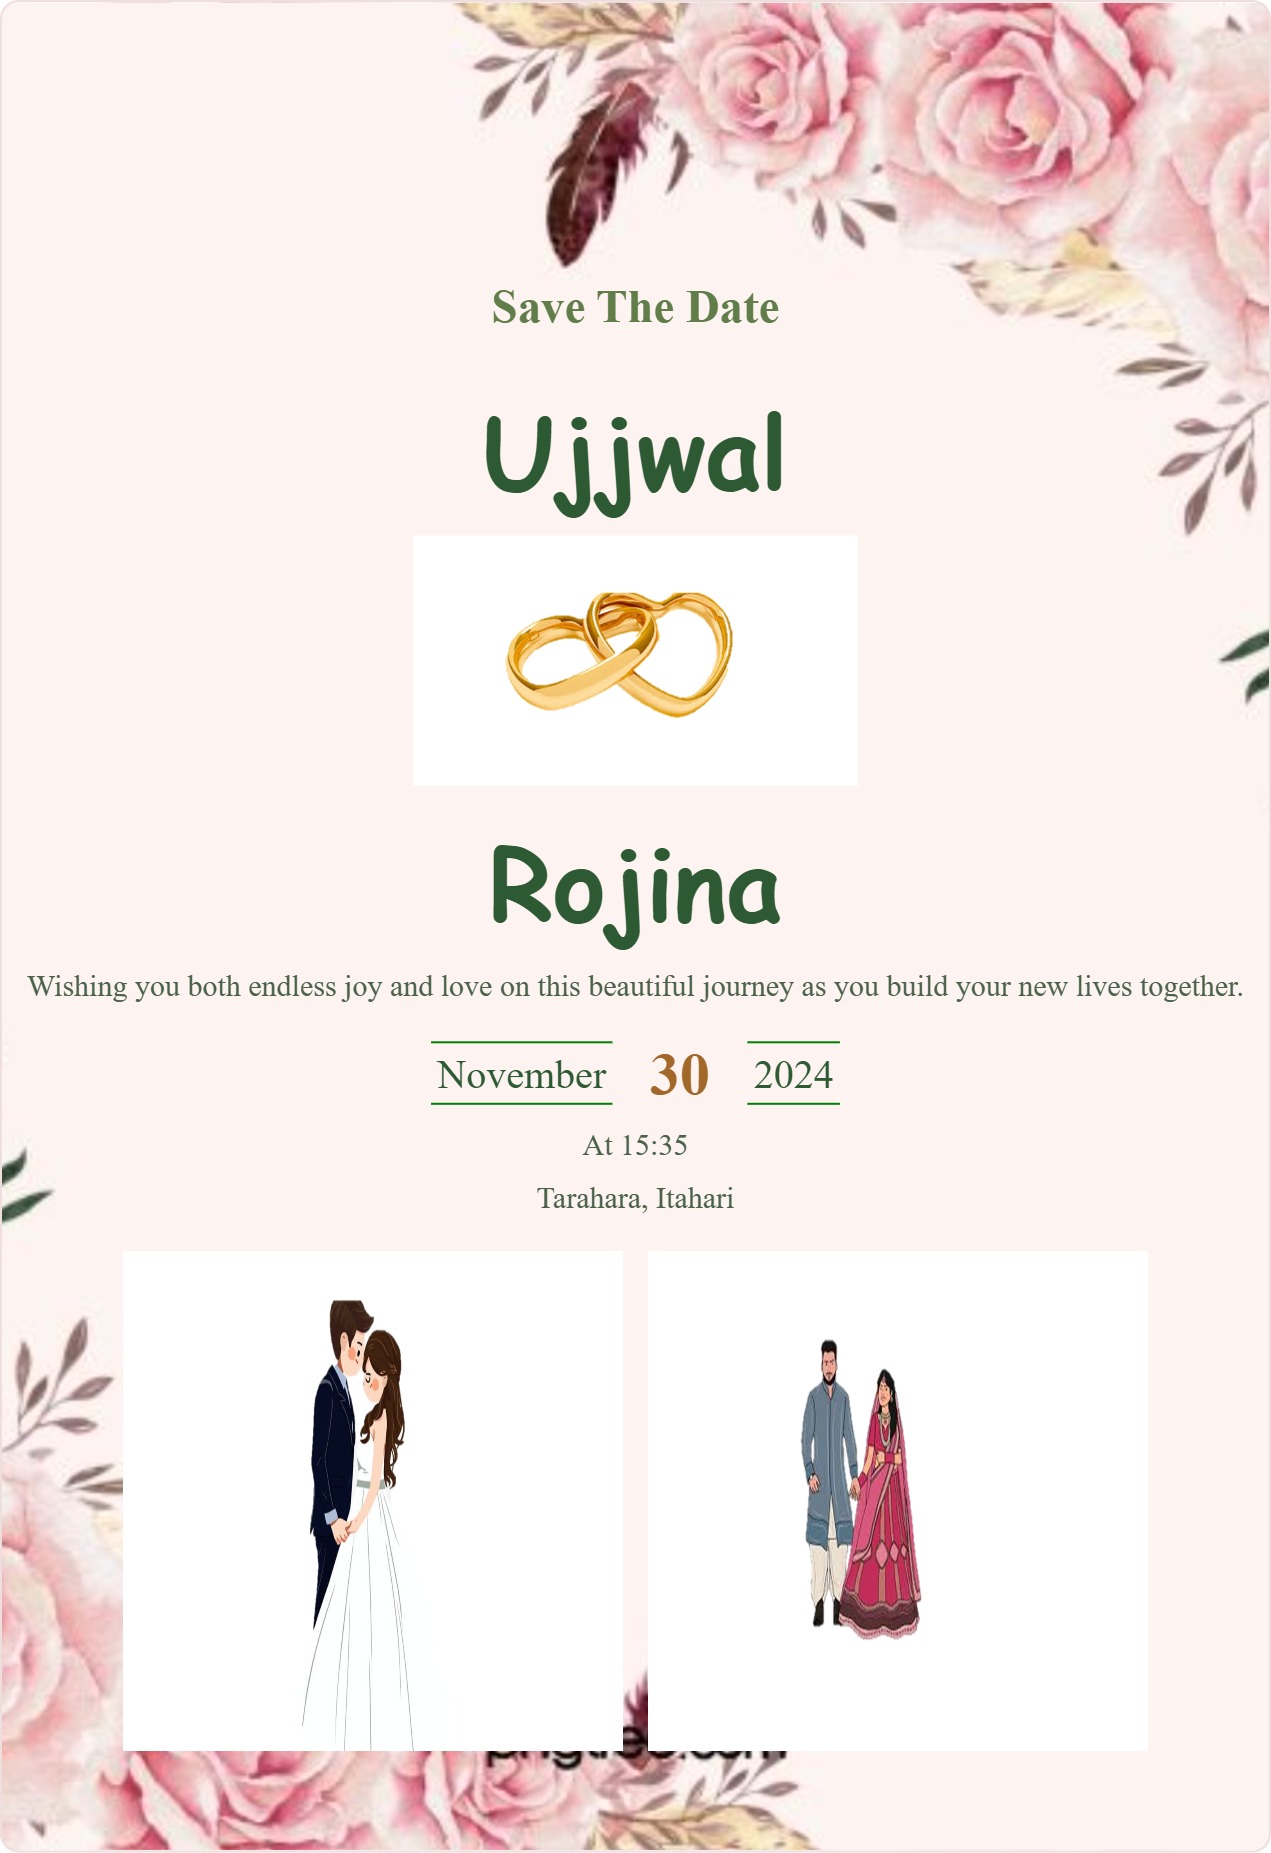 Save The Date
Ujjwal
Rojina
Wishing you both endless joy and love on this beautiful journey as you build your new lives together.
November 30 2024
At 15:35
Tarahara, Itahari